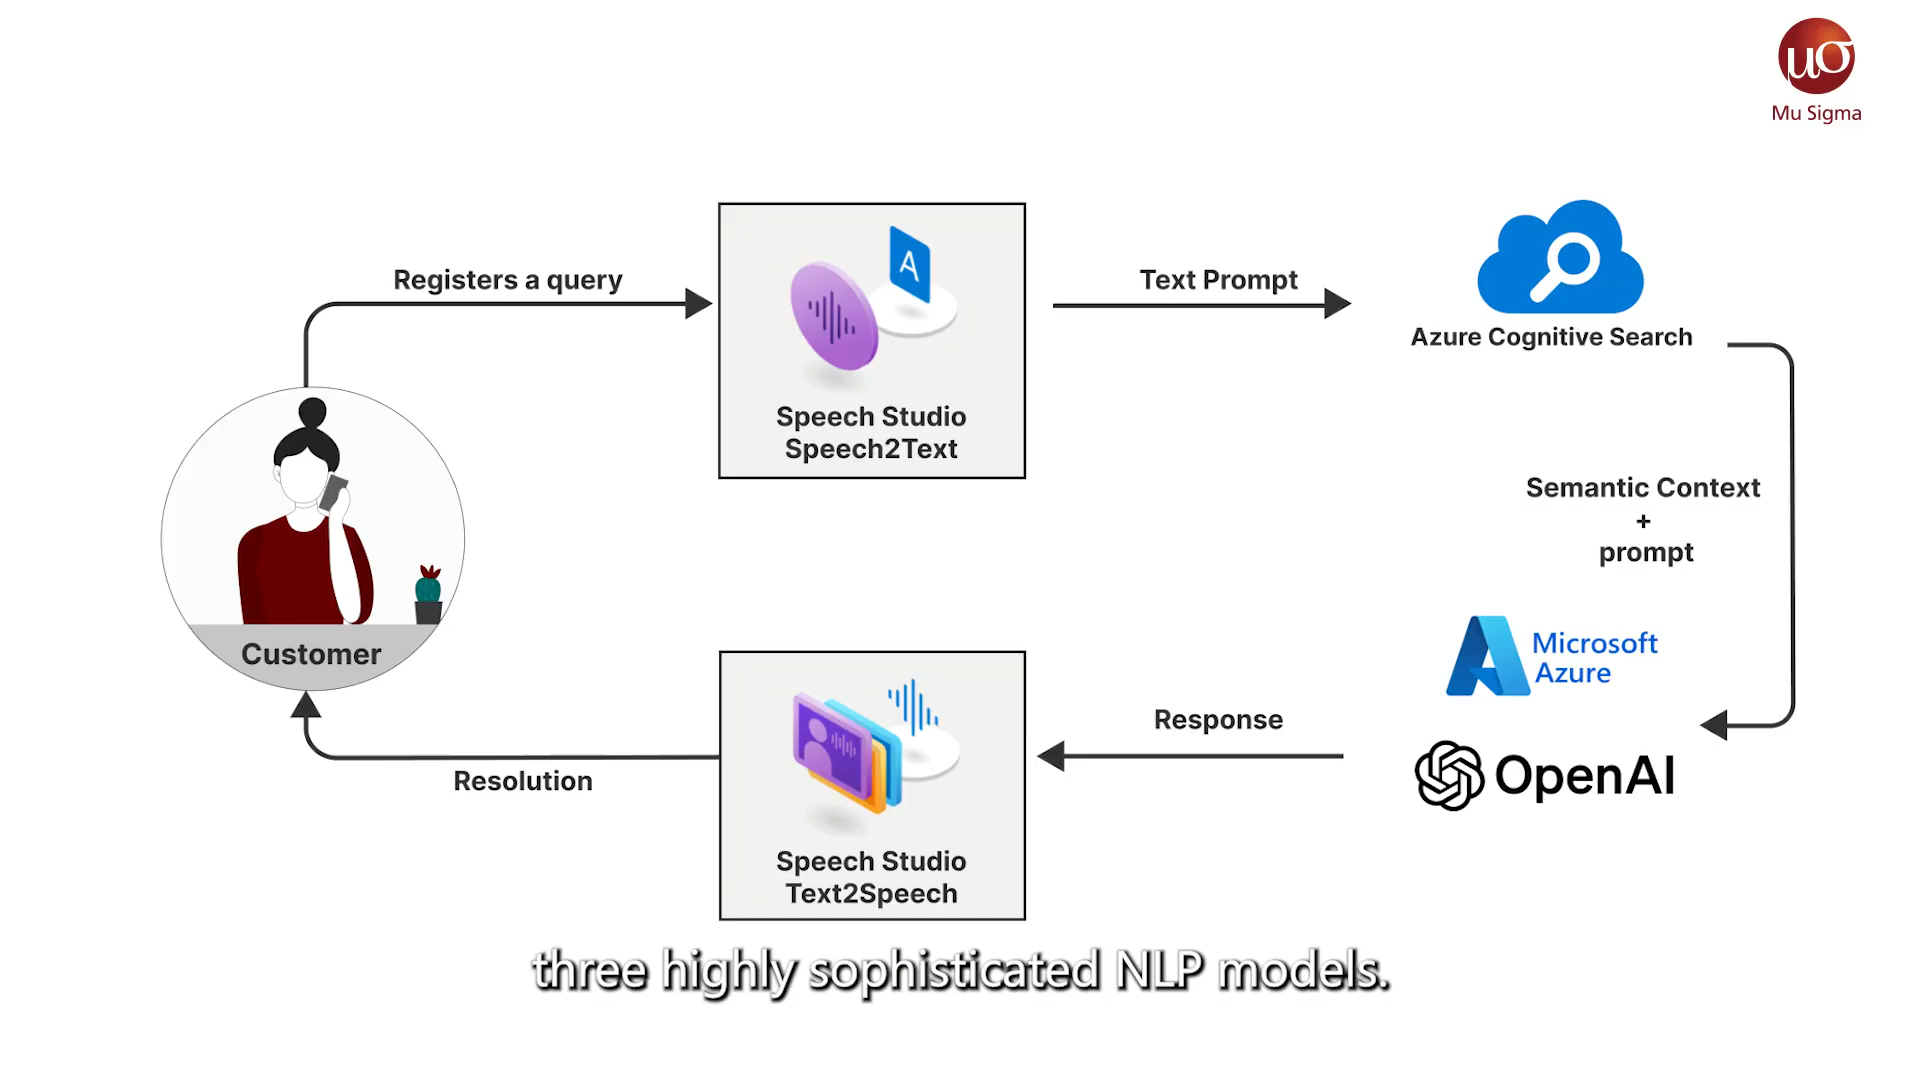 μσ
Mu Sigma
Registers a query
A
Text Prompt
Azure Cognitive Search
Speech Studio
Speech2Text
Semantic Context
+
prompt
Customer
Microsoft
Azure
Response
OpenAI
Resolution
Speech Studio
Text2Speech
three highly sophisticated NLP models.